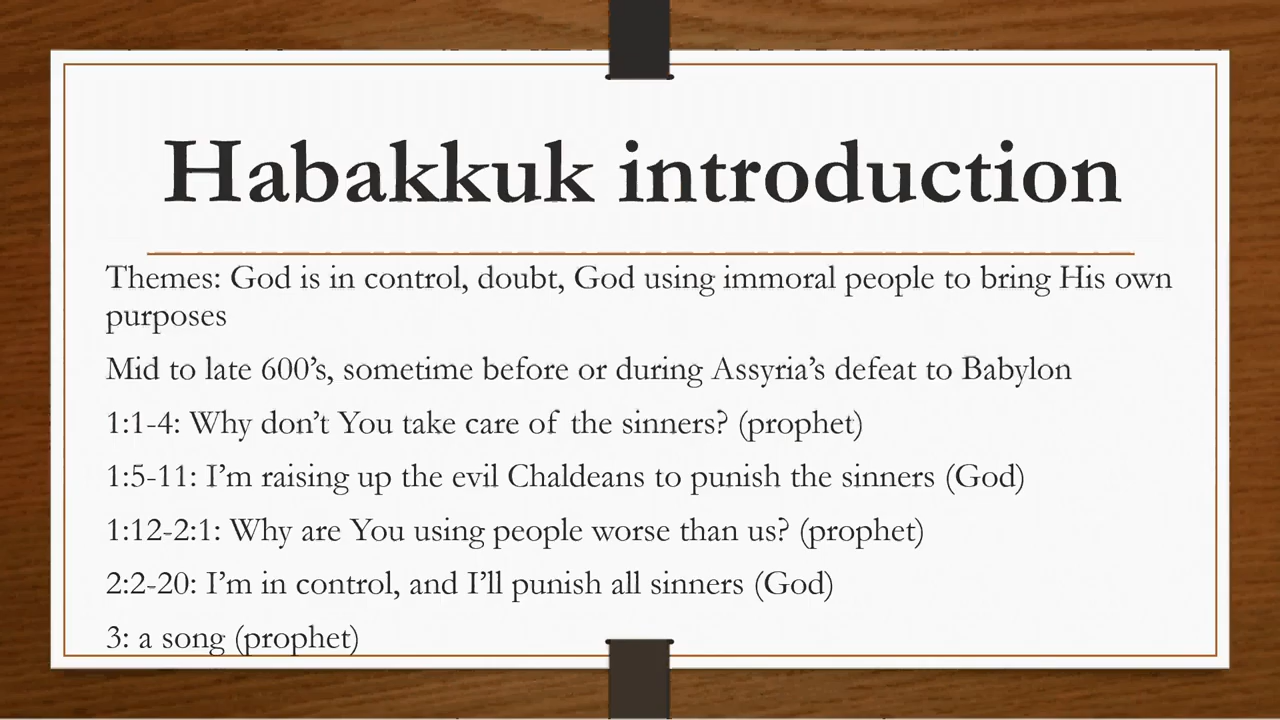 Habakkuk introduction
Themes: God is in control, doubt, God using immoral people to bring His own
purposes
Mid to late 600’s, sometime before or during Assyria’s defeat to Babylon
1:1-4: Why don’t You take care of the sinners? (prophet)
1:5-11: I’m raising up the evil Chaldeans to punish the sinners (God)
1:12-2:1: Why are You using people worse than us? (prophet)
2:2-20: I’m in control, and I’ll punish all sinners (God)
3: a song (prophet)